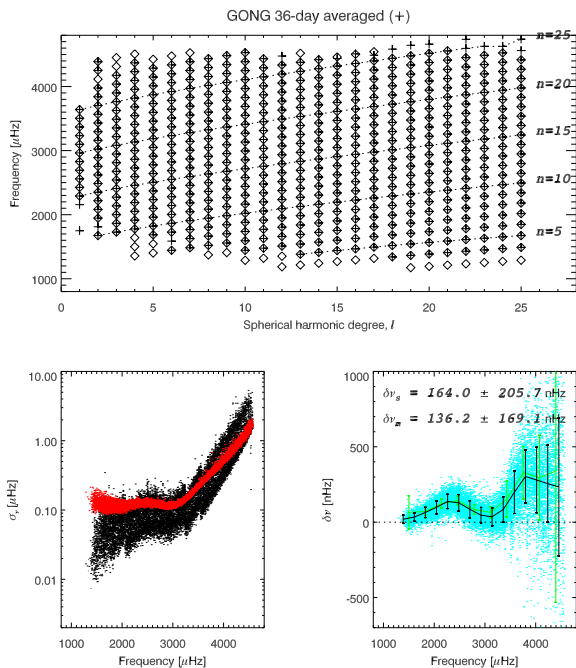 GONG 36-day averaged (+)
n=25
n=20
n=15
n=10
n=5
Frequency [μHz]
4000
3000
2000
1000
0 5 10 15 20 25
Spherical harmonic degree, l
10.00
1.00
0.10
0.01
σν [μHz]
1000 2000 3000 4000
Frequency [μHz]
δνs = 164.0 ± 205.7 nHz
δνm = 136.2 ± 169.1 nHz
1000
500
0
-500
δν [nHz]
1000 2000 3000 4000
Frequency [μHz]